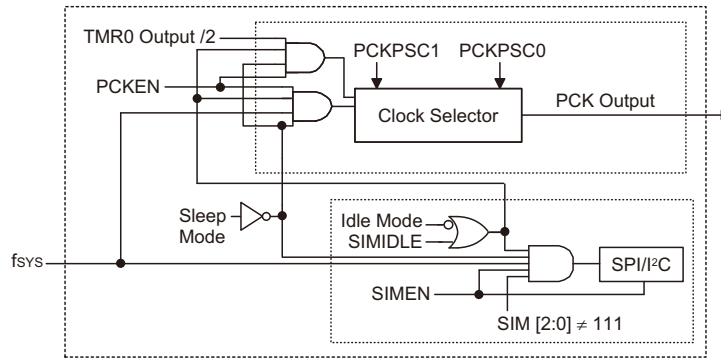 TMR0 Output /2
PCKPSC1
PCKPSC0
PCKEN
Clock Selector
PCK Output
Sleep
Mode
Idle Mode
SIMIDLE
fSYS
SPI/I²C
SIMEN
SIM [2:0] ≠ 111